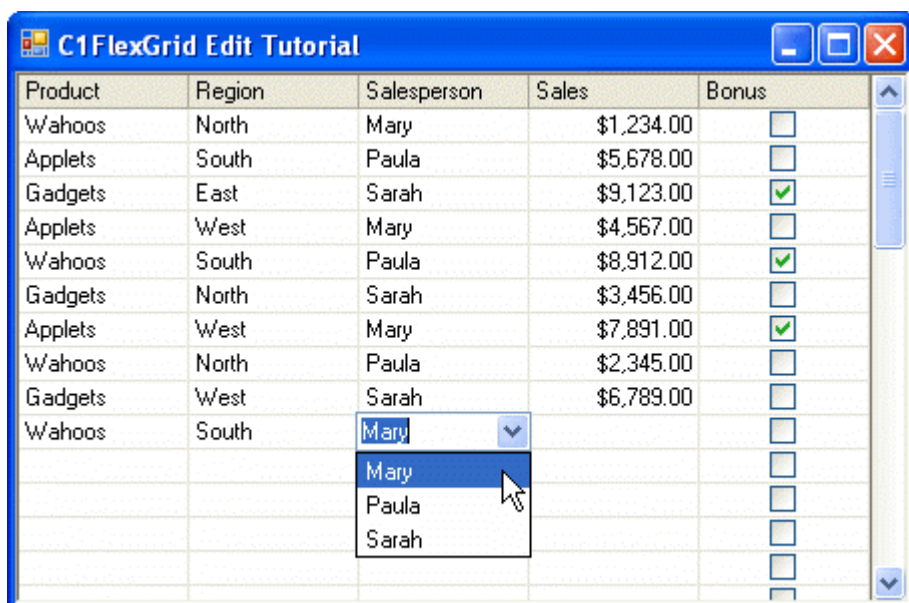 C1FlexGrid Edit Tutorial
Product Region Salesperson Sales Bonus
Wahoos North Mary $1,234.00
Applets South Paula $5,678.00
Gadgets East Sarah $9,123.00
Applets West Mary $4,567.00
Wahoos South Paula $8,912.00
Gadgets North Sarah $3,456.00
Applets West Mary $7,891.00
Wahoos North Paula $2,345.00
Gadgets West Sarah $6,789.00
Wahoos South Mary
Mary
Paula
Sarah